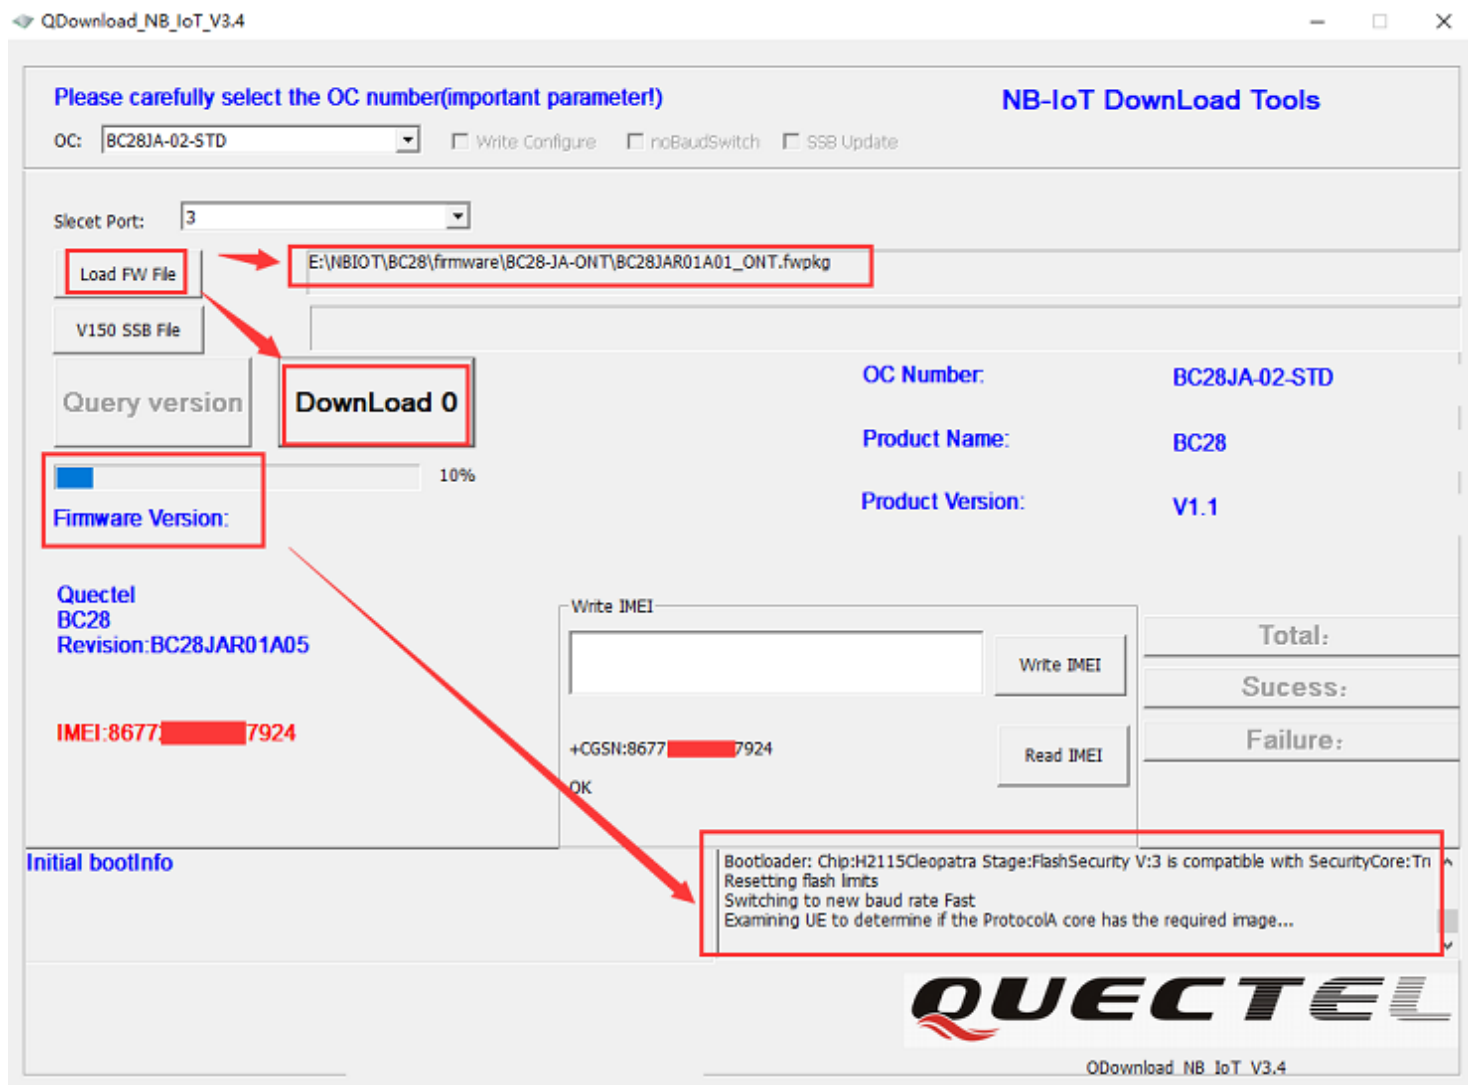 QDownload_NB_IoT_V3.4
Please carefully select the OC number(important parameter!)
NB-IoT DownLoad Tools
OC: BC28JA-02-STD
Write Configure
noBaudSwitch
SSB Update
Slecet Port: 3
Load FW File
E:\NBIOT\BC28\firmware\BC28-JA-ONT\BC28JAR01A01_ONT.fwpkg
V150 SSB File
Query version
DownLoad 0
OC Number:
BC28JA-02-STD
Product Name:
BC28
10%
Product Version:
V1.1
Firmware Version:
Quectel
BC28
Revision:BC28JAR01A05
IMEI:8677
7924
Write IMEI
Write IMEI
+CGSN:8677
7924
OK
Read IMEI
Total:
Sucess:
Failure:
Initial bootInfo
Bootloader: Chip:H2115Cleopatra Stage:FlashSecurity V:3 is compatible with SecurityCore:Tr
Resetting flash limits
Switching to new baud rate Fast
Examining UE to determine if the ProtocolA core has the required image...
QUECTEL
QDownload_NB_IoT_V3.4